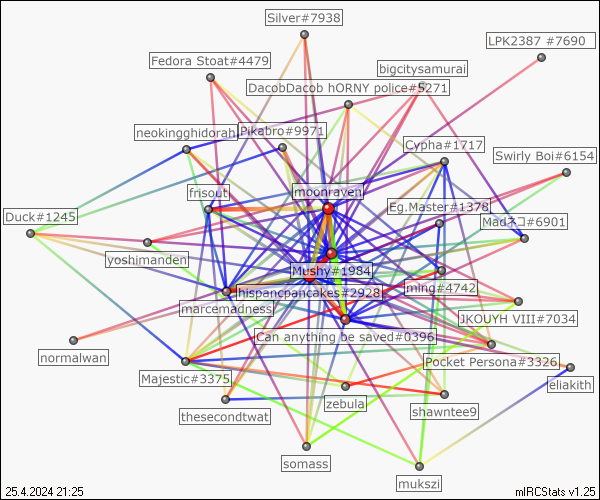 Silver#7938
LPK2387 #7690
Fedora Stoat#4479
bigcitysamurai
DacobDacob hORNY police#5271
neokingghidorah
Pikabro#9971
Cypha#1717
Swirly Boi#6154
frisout
moonraven
Eg.Master#1378
Duck#1245
Madネコ#6901
yoshimanden
Mushy#1984
hispancpancakes#2928
ming#4742
marcemadness
JKOUYH VIII#7034
Can anything be saved#0396
normalwan
Pocket Persona#3326
Majestic#3375
eliakith
zebula
shawntee9
thesecondtwat
somass
mukszi
25.4.2024 21:25
mIRCStats v1.25